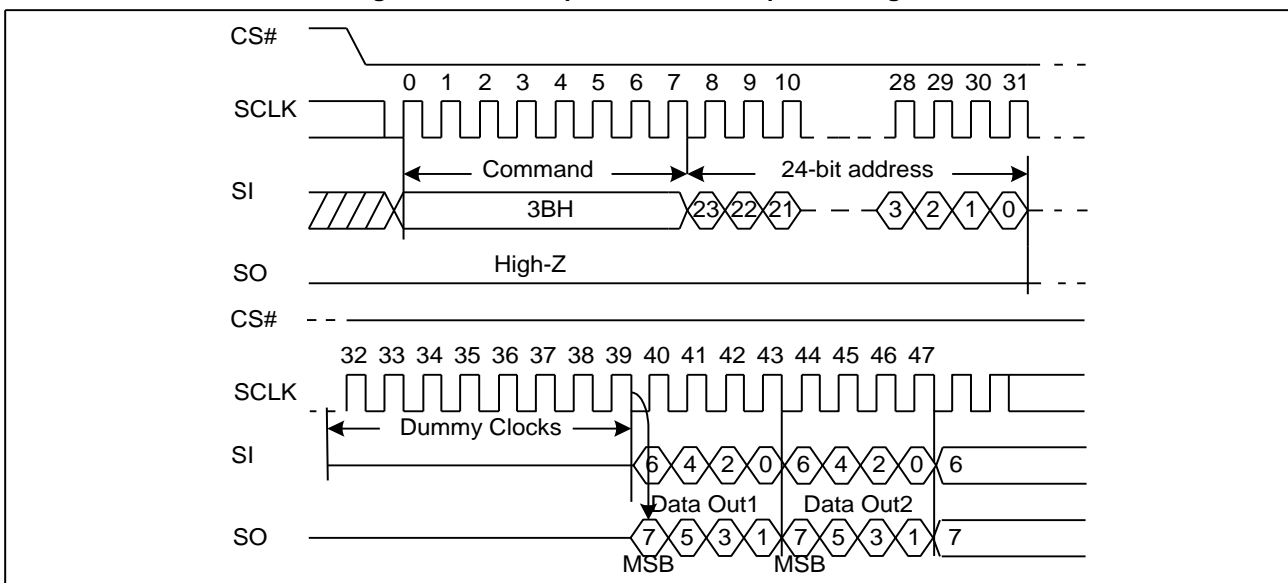 CS#
0 1 2 3 4 5 6 7 8 9 10 28 29 30 31
SCLK
Command 24-bit address
SI
3BH 23 22 21 3 2 1 0
High-Z
SO
CS#
32 33 34 35 36 37 38 39 40 41 42 43 44 45 46 47
SCLK
Dummy Clocks
SI
6 4 2 0 6 4 2 0 6
Data Out1 Data Out2
SO
7 5 3 1 7 5 3 1 7
MSB MSB